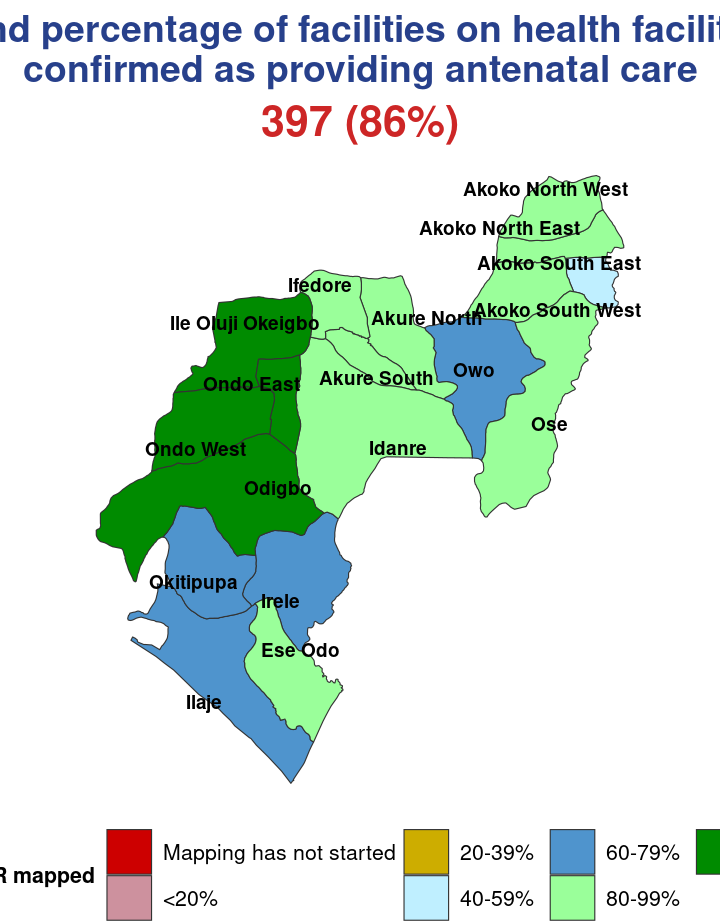 nd percentage of facilities on health facilit
confirmed as providing antenatal care
397 (86%)
Akoko North West
Akoko North East
Akoko South East
Ifedore
Akoko South West
Ile Oluji Okeigbo
Akure North
Owo
Ondo East
Akure South
Ose
Ondo West
Idanre
Odigbo
Okitipupa
Irele
Ese Odo
Ilaje
R mapped
Mapping has not started
20-39%
60-79%
<20%
40-59%
80-99%